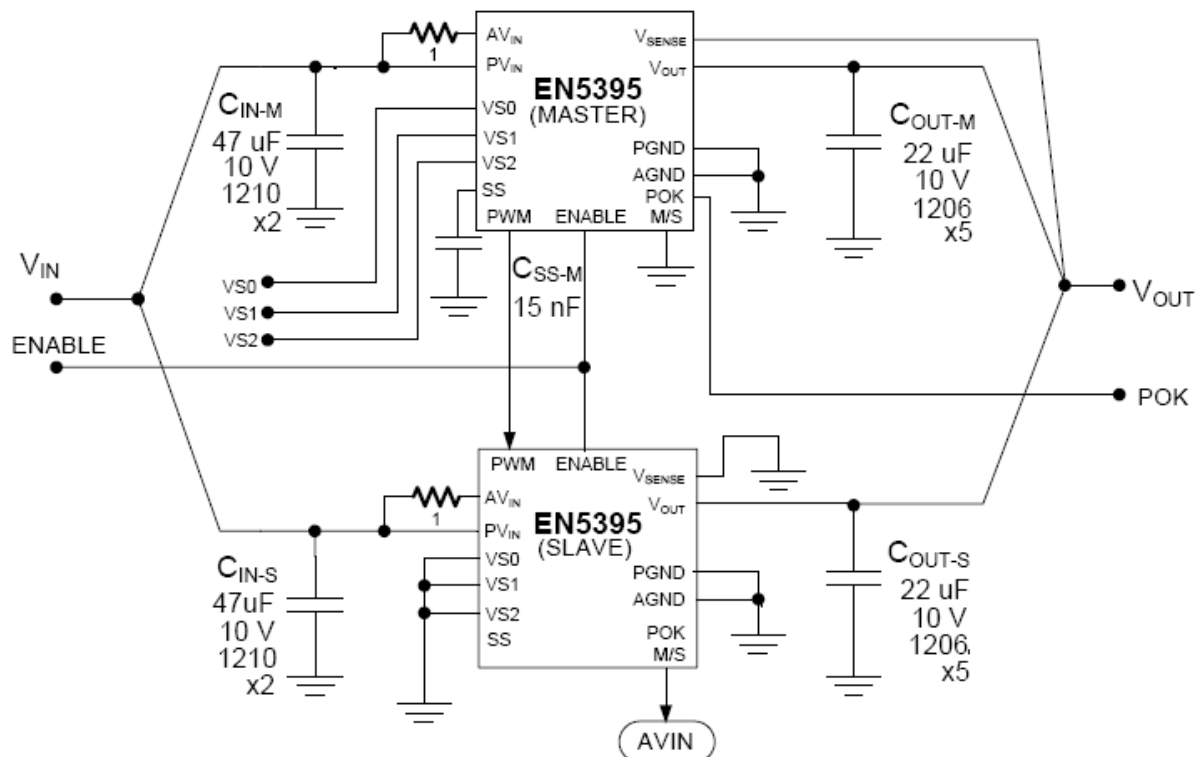 AVIN
VSENSE
1
PVIN
VOUT
EN5395
(MASTER)
CIN-M
47 uF
10 V
1210
x2
VS0
VS1
VS2
SS
PWM
ENABLE
M/S
PGND
AGND
POK
COUT-M
22 uF
10 V
1206
x5
VIN
VS0
VS1
VS2
CSS-M
15 nF
VOUT
ENABLE
POK
PWM
ENABLE
VSENSE
AVIN
1
VOUT
PVIN
EN5395
(SLAVE)
CIN-S
47uF
10 V
1210
x2
VS0
VS1
VS2
SS
PGND
AGND
POK
M/S
COUT-S
22 uF
10 V
1206
x5
AVIN